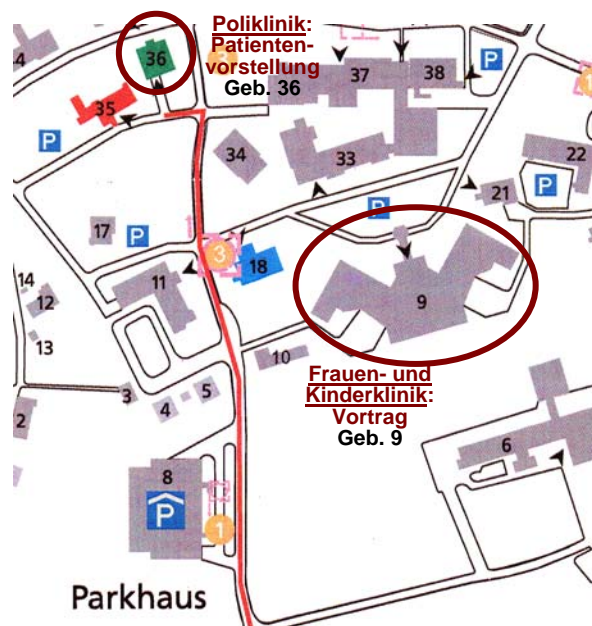 Poliklinik:
Patienten-
vorstellung
Geb. 36
36
3
P
37
38
P
35
P
34
33
22
P
21
P
17
P
3
18
11
9
14
12
13
10
Frauen- und
Kinderklinik:
Vortrag
Geb. 9
3
4
5
2
6
8
P
1
Parkhaus